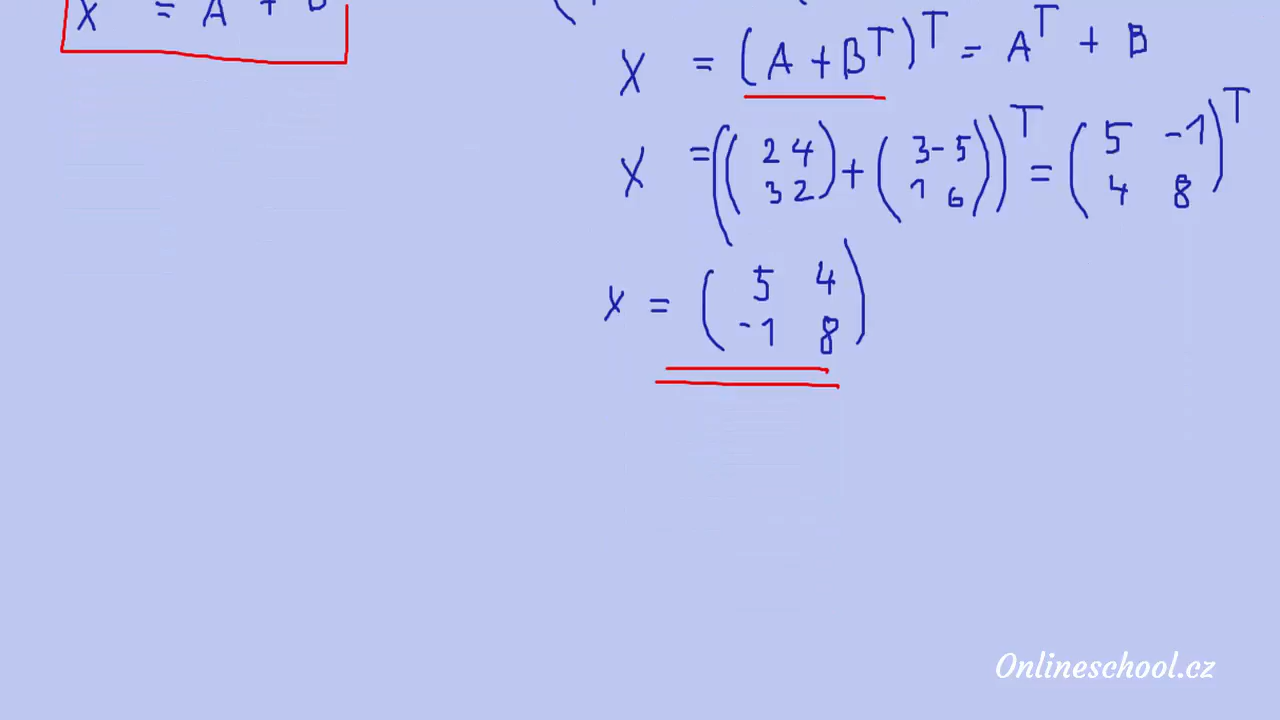 X = A + B
X = (A + B^T)^T = A^T + B
X = ((2 4 + (3 -5))^T = (5 -1)^T
3 2) 1 6 4 8
x = (5 4
-1 8)
Onlineschool.cz